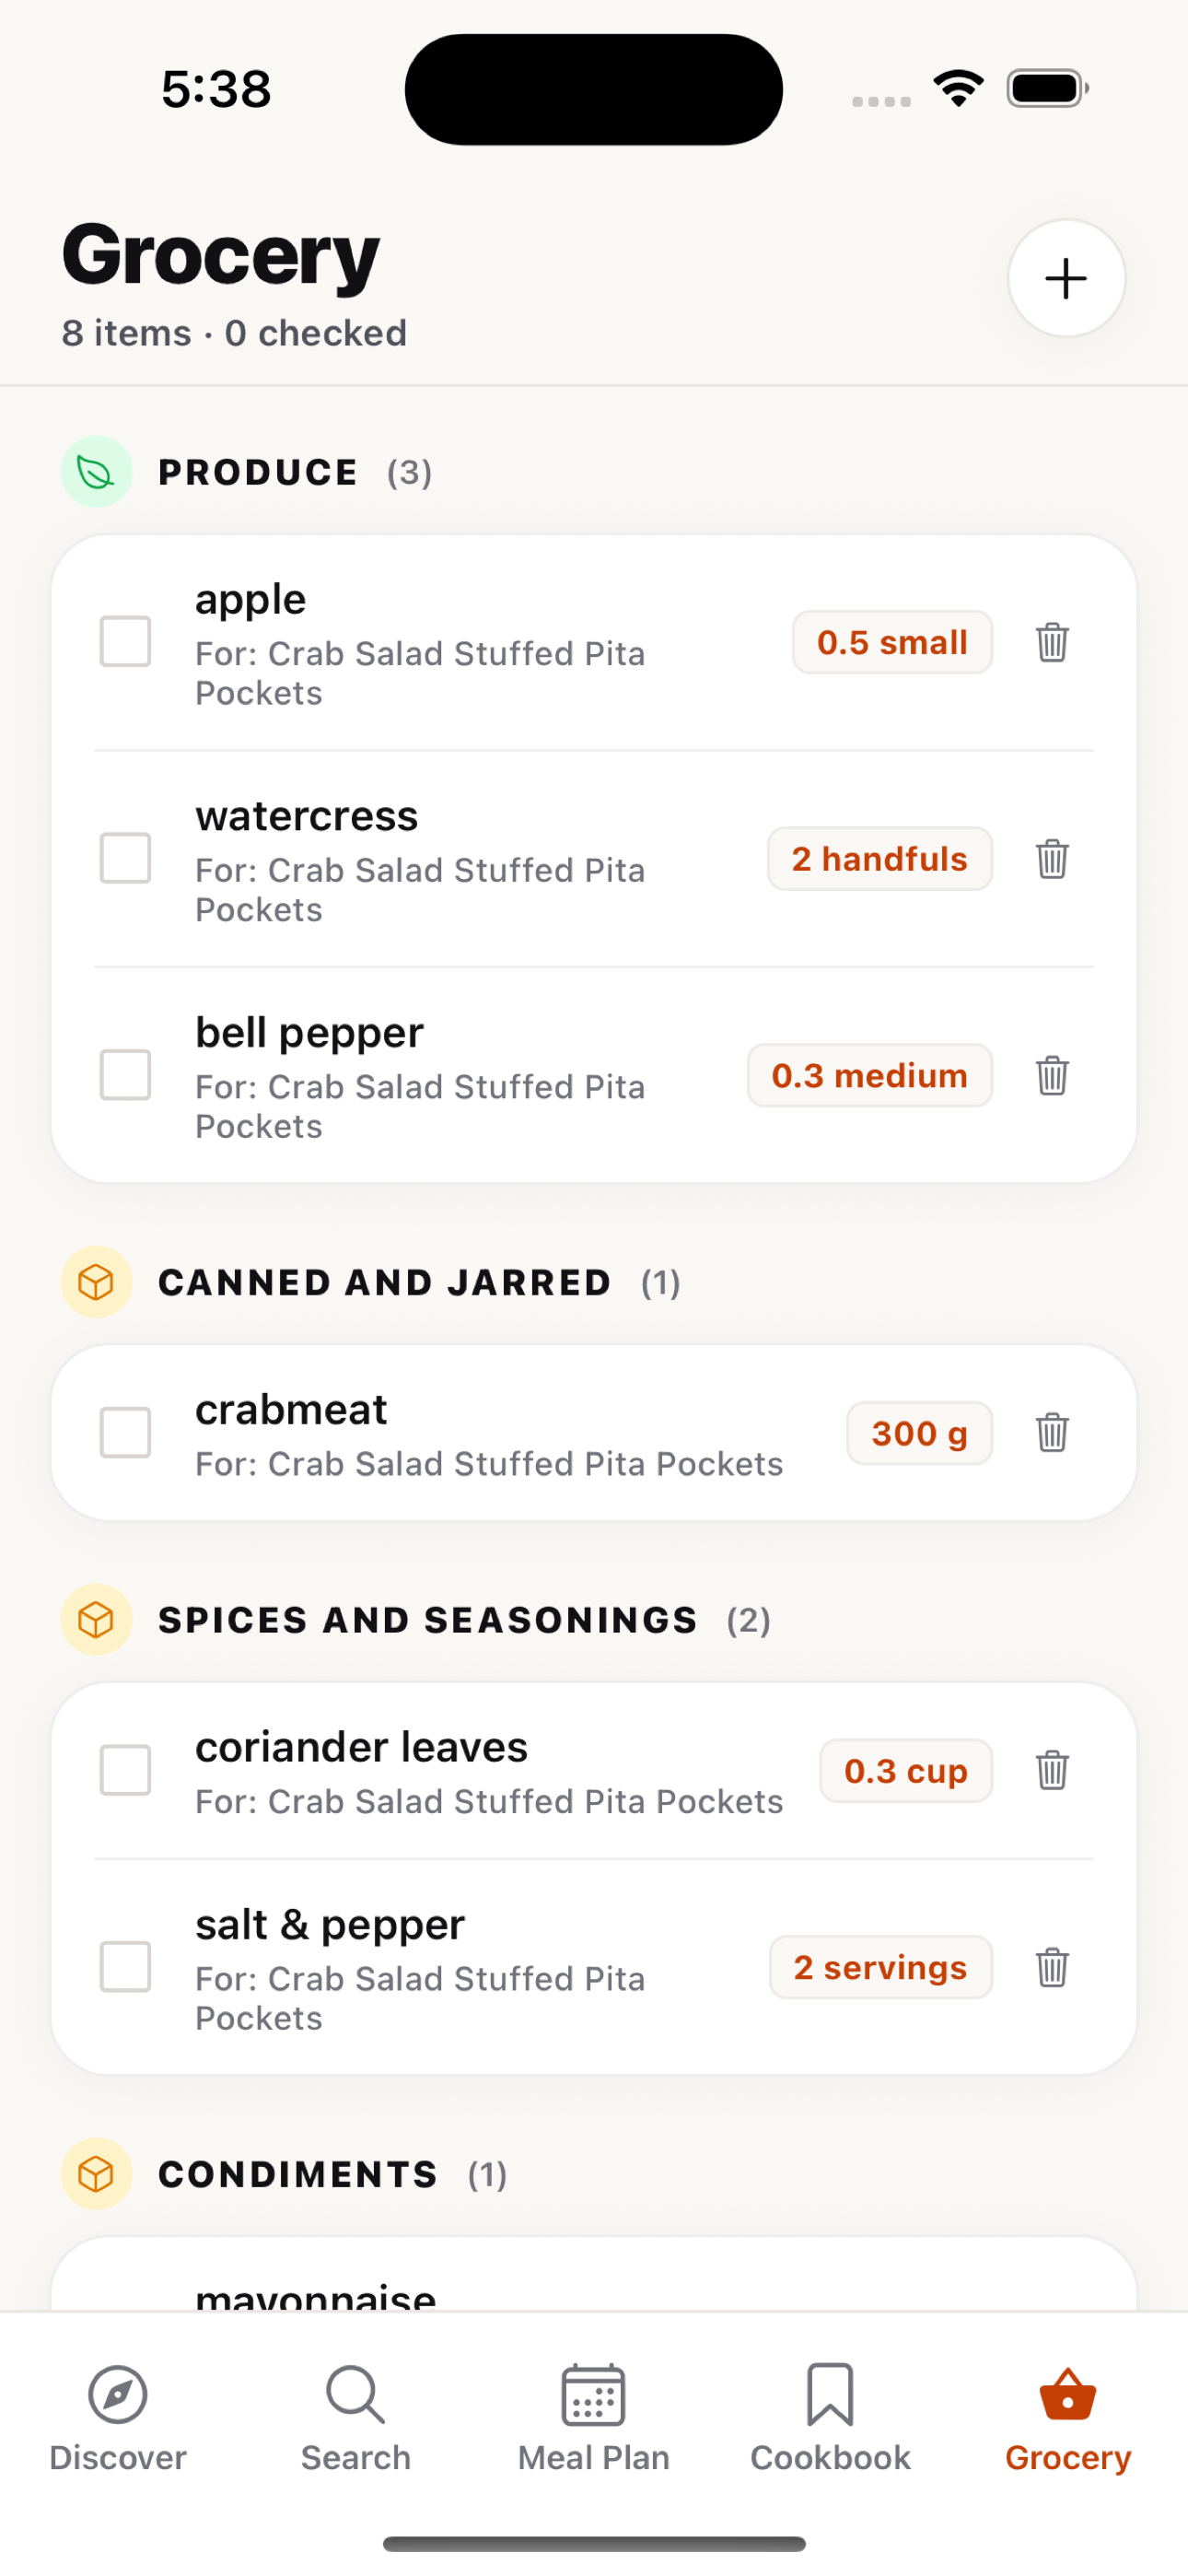 5:38
Grocery
8 items · 0 checked
PRODUCE (3)
apple
For: Crab Salad Stuffed Pita
Pockets
0.5 small
watercress
For: Crab Salad Stuffed Pita
Pockets
2 handfuls
bell pepper
For: Crab Salad Stuffed Pita
Pockets
0.3 medium
CANNED AND JARRED (1)
crabmeat
For: Crab Salad Stuffed Pita Pockets
300 g
SPICES AND SEASONINGS (2)
coriander leaves
For: Crab Salad Stuffed Pita Pockets
0.3 cup
salt & pepper
For: Crab Salad Stuffed Pita
Pockets
2 servings
CONDIMENTS (1)
mayonnaise
Discover
Search
Meal Plan
Cookbook
Grocery